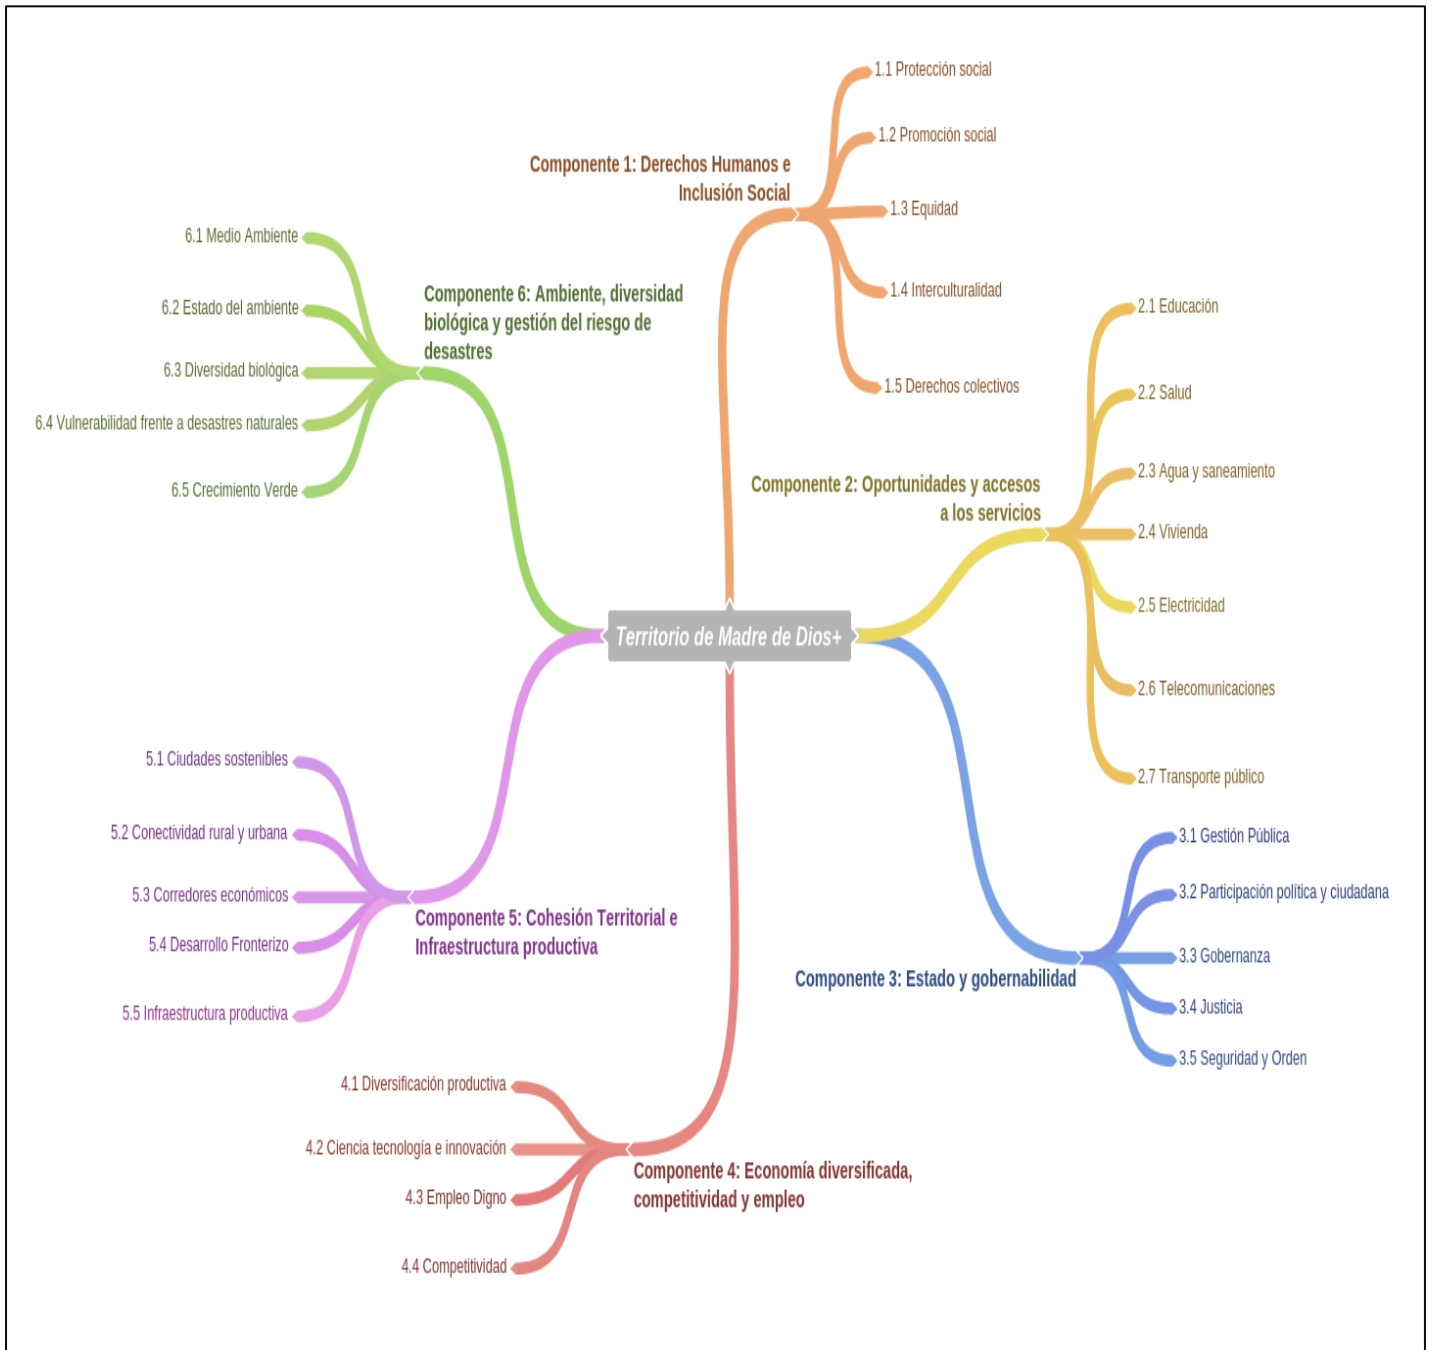 1.1 Protección social
1.2 Promoción social
Componente 1: Derechos Humanos e
Inclusión Social
1.3 Equidad
1.4 Interculturalidad
1.5 Derechos colectivos
6.1 Medio Ambiente
6.2 Estado del ambiente
6.3 Diversidad biológica
6.4 Vulnerabilidad frente a desastres naturales
6.5 Crecimiento Verde
Componente 6: Ambiente, diversidad
biológica y gestión del riesgo de
desastres
2.1 Educación
2.2 Salud
2.3 Agua y saneamiento
2.4 Vivienda
2.5 Electricidad
2.6 Telecomunicaciones
2.7 Transporte público
Componente 2: Oportunidades y accesos
a los servicios
Territorio de Madre de Dios+
5.1 Ciudades sostenibles
5.2 Conectividad rural y urbana
5.3 Corredores económicos
5.4 Desarrollo Fronterizo
5.5 Infraestructura productiva
Componente 5: Cohesión Territorial e
Infraestructura productiva
3.1 Gestión Pública
3.2 Participación política y ciudadana
3.3 Gobernanza
3.4 Justicia
3.5 Seguridad y Orden
Componente 3: Estado y gobernabilidad
4.1 Diversificación productiva
4.2 Ciencia tecnología e innovación
4.3 Empleo Digno
4.4 Competitividad
Componente 4: Economía diversificada,
competitividad y empleo